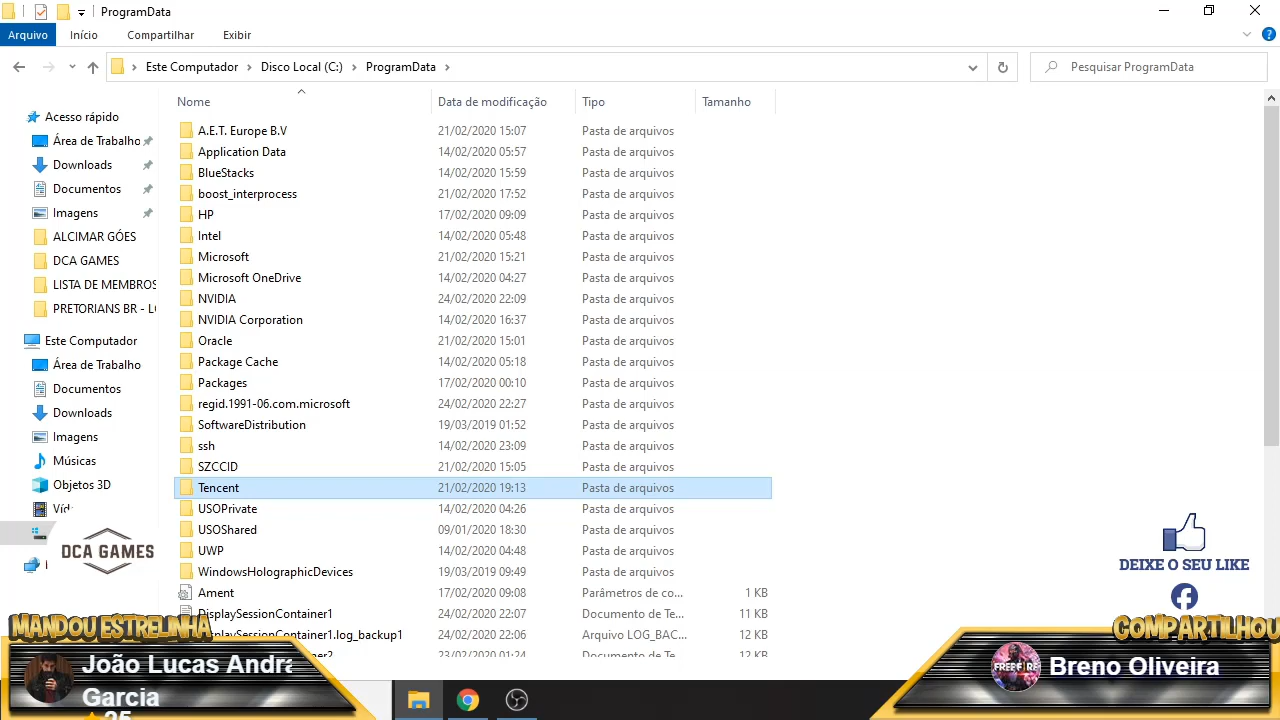 ProgramData
Arquivo Início Compartilhar Exibir
Este Computador Disco Local (C:) ProgramData
Pesquisar ProgramData
Nome Data de modificação Tipo Tamanho
Acesso rápido
Área de Trabalho
Downloads
Documentos
Imagens
ALCIMAR GÓES
DCA GAMES
LISTA DE MEMBROS
PRETORIANS BR - LO
Este Computador
Área de Trabalho
Documentos
Downloads
Imagens
Músicas
Objetos 3D
A.E.T. Europe B.V 21/02/2020 15:07 Pasta de arquivos
Application Data 14/02/2020 05:57 Pasta de arquivos
BlueStacks 14/02/2020 15:59 Pasta de arquivos
boost_interprocess 21/02/2020 17:52 Pasta de arquivos
HP 17/02/2020 09:09 Pasta de arquivos
Intel 14/02/2020 05:48 Pasta de arquivos
Microsoft 21/02/2020 15:21 Pasta de arquivos
Microsoft OneDrive 14/02/2020 04:27 Pasta de arquivos
NVIDIA 24/02/2020 22:09 Pasta de arquivos
NVIDIA Corporation 14/02/2020 16:37 Pasta de arquivos
Oracle 21/02/2020 15:01 Pasta de arquivos
Package Cache 14/02/2020 05:18 Pasta de arquivos
Packages 17/02/2020 00:10 Pasta de arquivos
regid.1991-06.com.microsoft 24/02/2020 22:27 Pasta de arquivos
SoftwareDistribution 19/03/2019 01:52 Pasta de arquivos
ssh 14/02/2020 23:09 Pasta de arquivos
SZCCID 21/02/2020 15:05 Pasta de arquivos
Tencent 21/02/2020 19:13 Pasta de arquivos
USOPrivate 14/02/2020 04:26 Pasta de arquivos
USOShared 09/01/2020 18:30 Pasta de arquivos
UWP 14/02/2020 04:48 Pasta de arquivos
WindowsHolographicDevices 19/03/2019 09:49 Pasta de arquivos
Ament 17/02/2020 09:08 Parâmetros de co... 1 KB
DisplaySessionContainer1 24/02/2020 22:07 Documento de Te... 11 KB
splaySessionContainer1.log_backup1 24/02/2020 22:06 Arquivo LOG_BAC... 12 KB
23/02/2020 01:24 Documento de Te 12 KB
DCA GAMES
DEIXE O SEU LIKE
MANDOU ESTRELINHA
João Lucas Andra
Garcia
25
COMPARTILHOU
FREE FIRE
Breno Oliveira